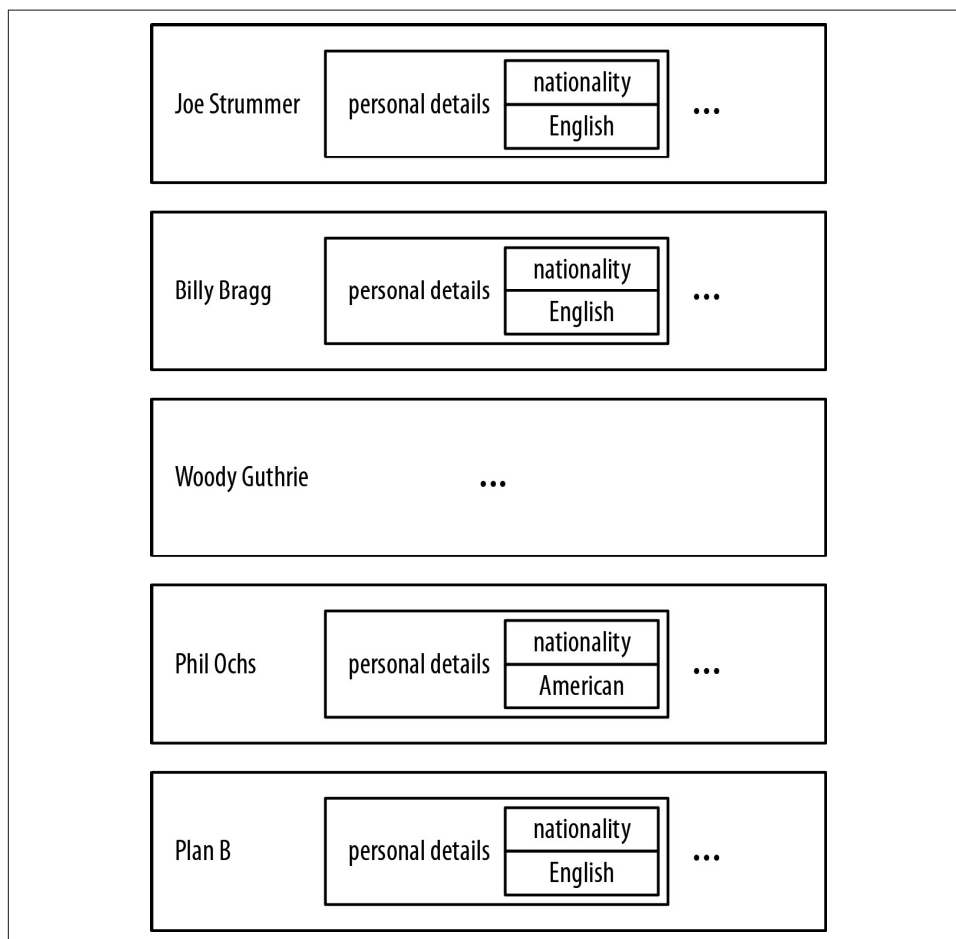 Joe Strummer
personal details
nationality
English
...
Billy Bragg
personal details
nationality
English
...
Woody Guthrie
...
Phil Ochs
personal details
nationality
American
...
Plan B
personal details
nationality
English
...